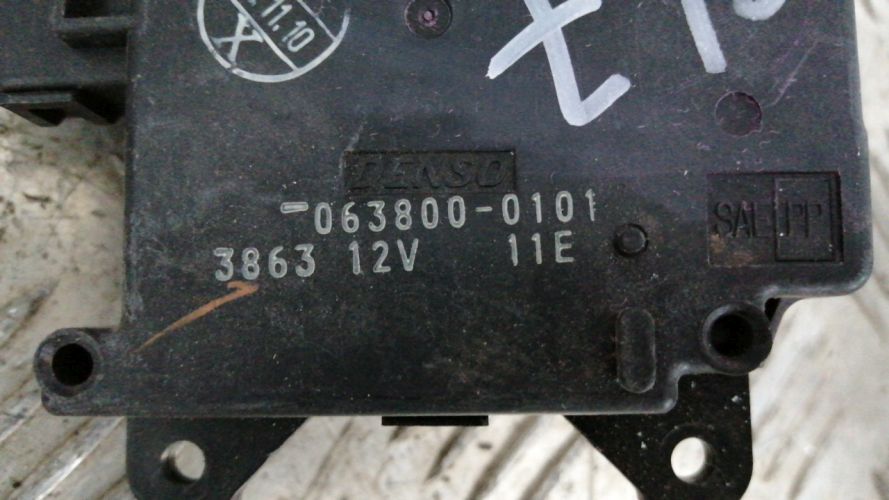 11.10
X
DENSO
-063800-0101
SAE PP
3863 12V 11E